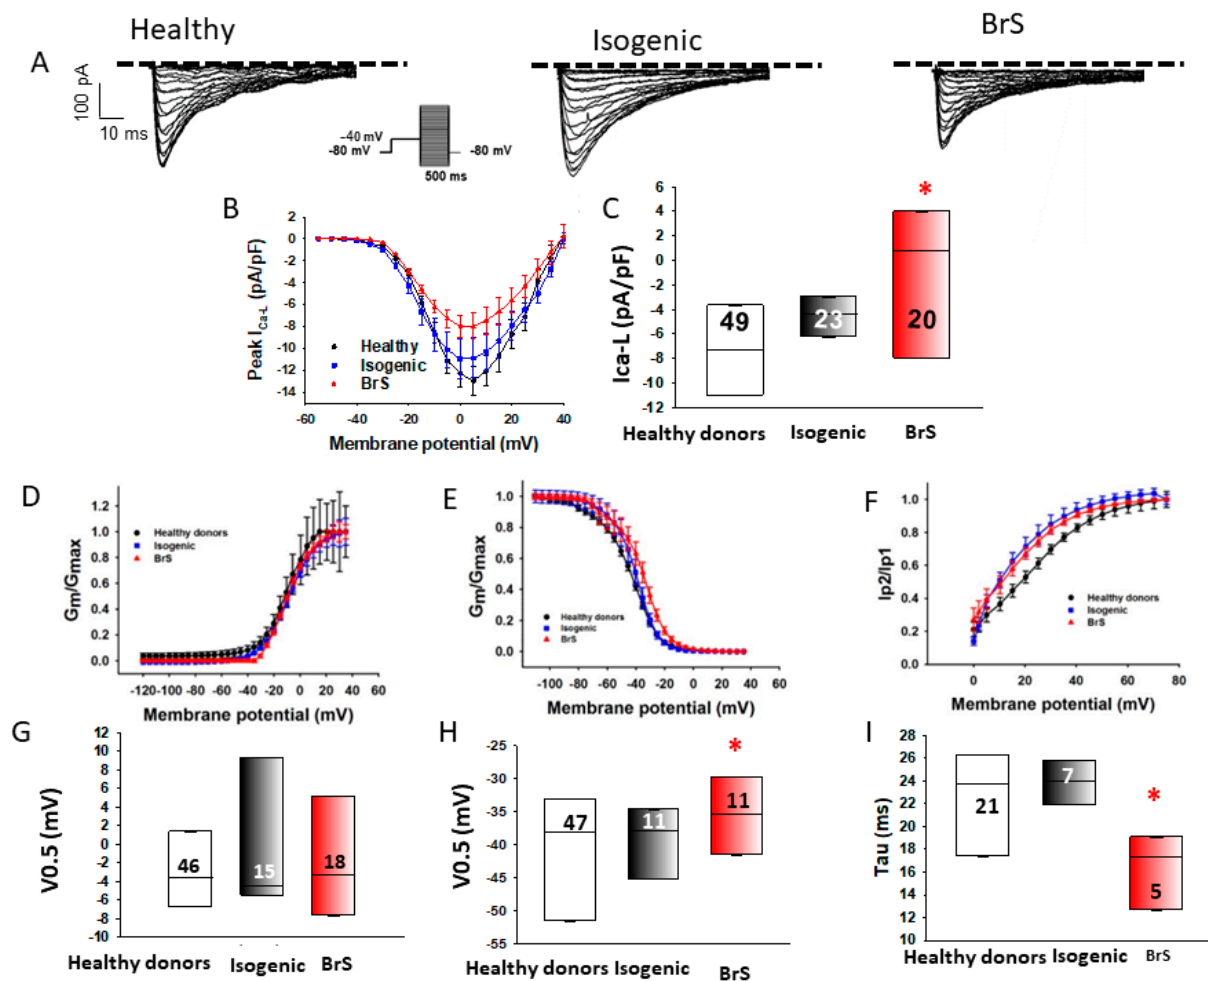 Healthy
Isogenic
BrS
A
100 pA
10 ms
-40 mV
-80 mV
-80 mV
500 ms
B
2
0
-2
-4
-6
-8
-10
-12
-14
Peak ICa-L (pA/pF)
Healthy
Isogenic
BrS
-60 -40 -20 0 20 40
Membrane potential (mV)
C
*
6
4
2
0
-2
-4
-6
-8
-10
-12
Ica-L (pA/pF)
49
23
20
Healthy donors Isogenic BrS
D
1.2
1.0
0.8
0.6
0.4
0.2
0.0
Gm/Gmax
Healthy donors
Isogenic
BrS
-120 -100 -80 -60 -40 -20 0 20 40 60
Membrane potential (mV)
E
1.0
0.8
0.6
0.4
0.2
0.0
Gm/Gmax
Healthy donors
Isogenic
BrS
-100 -80 -60 -40 -20 0 20 40 60
Membrane potential (mV)
F
1.0
0.8
0.6
0.4
0.2
0.0
Ip2/Ip1
Healthy donors
Isogenic
BrS
0 20 40 60 80
Membrane potential (mV)
G
12
10
8
6
4
2
0
-2
-4
-6
-8
-10
V0.5 (mV)
46
15
18
Healthy donors Isogenic BrS
H
*
-25
-30
-35
-40
-45
-50
-55
V0.5 (mV)
47
11
11
Healthy donors Isogenic BrS
I
28
26
24
22
20
18
16
14
12
10
Tau (ms)
21
7
*
5
Healthy donors Isogenic BrS